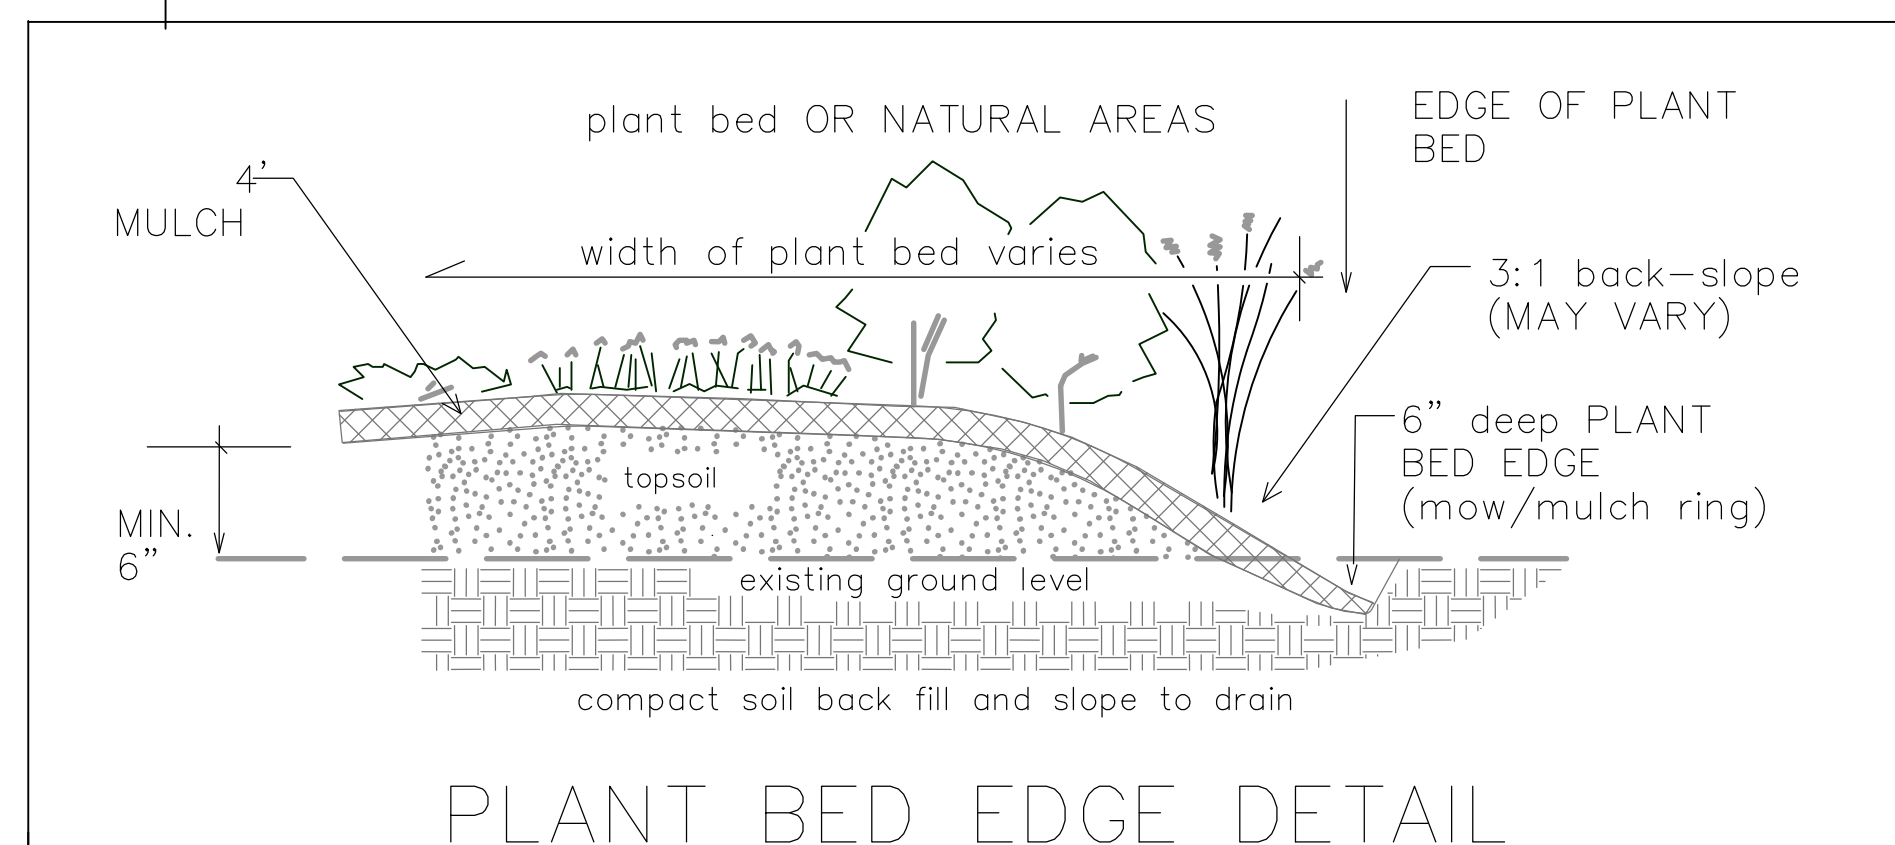 plant bed OR NATURAL AREAS
EDGE OF PLANT
BED
4'
MULCH
width of plant bed varies
3:1 back-slope
(MAY VARY)
6" deep PLANT
BED EDGE
(mow/mulch ring)
topsoil
MIN.
6"
existing ground level
compact soil back fill and slope to drain
PLANT BED EDGE DETAIL